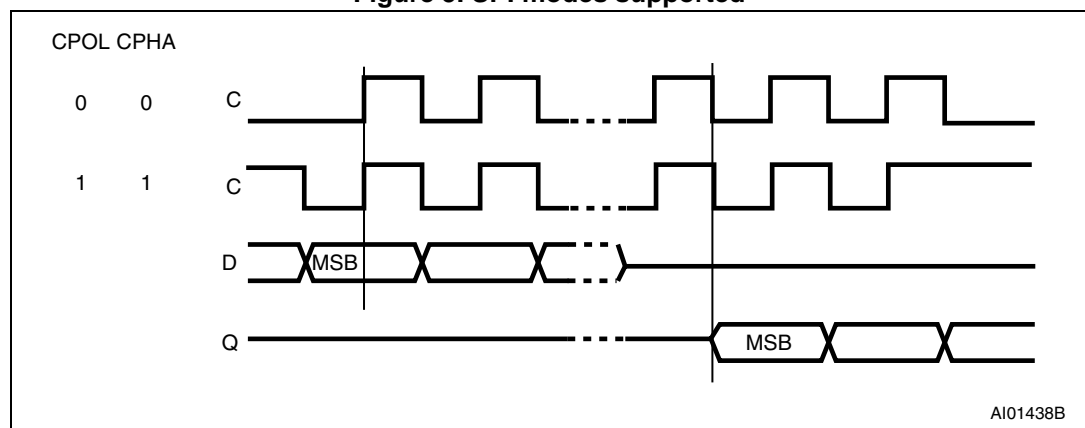 CPOL CPHA
0 0 C
1 1 C
D MSB
Q MSB
AI01438B